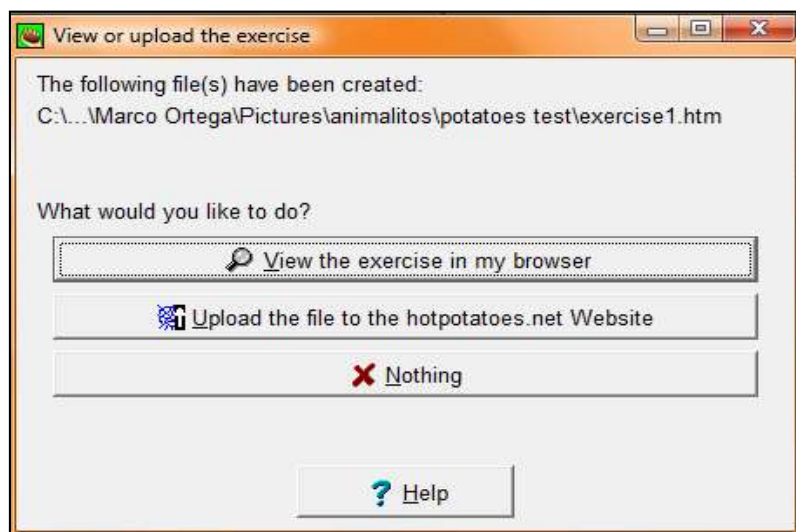 View or upload the exercise
The following file(s) have been created:
C:\...\Marco Ortega\Pictures\animalitos\potatoes test\exercise1.htm
What would you like to do?
View the exercise in my browser
Upload the file to the hotpotatoes.net Website
Nothing
? Help